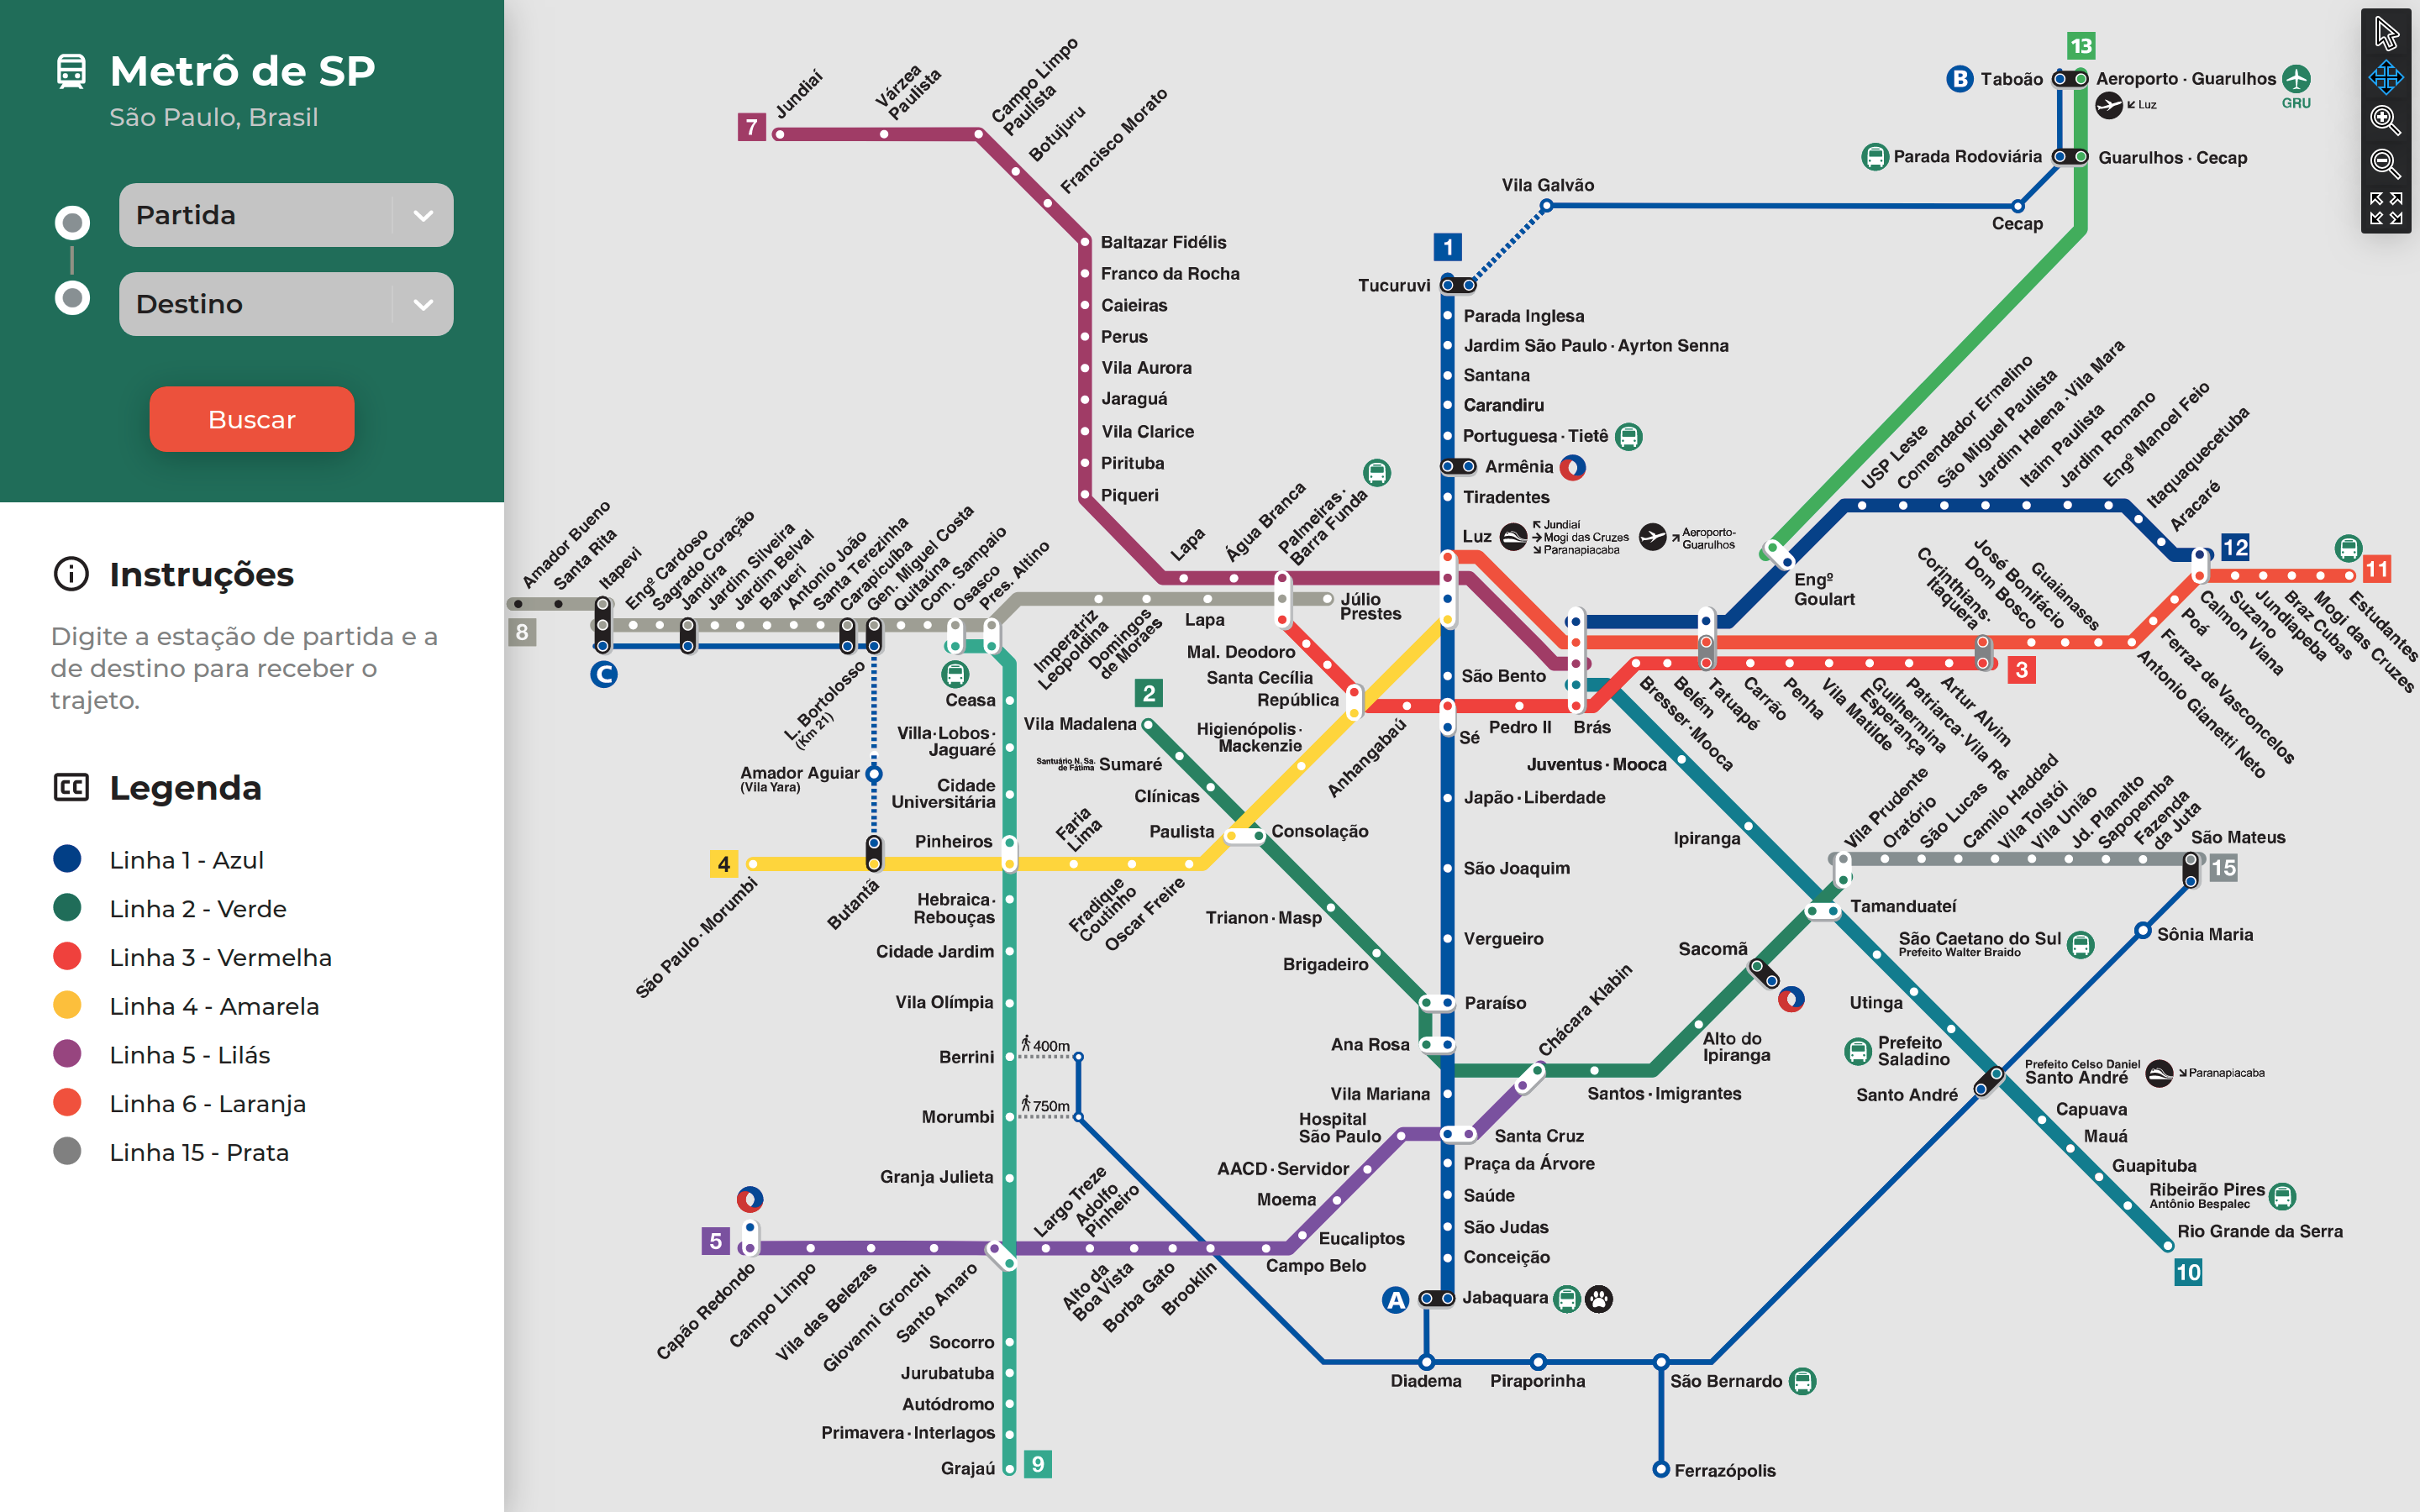 Metrô de SP
São Paulo, Brasil
Partida
Destino
Buscar
Instruções
Digite a estação de partida e a
de destino para receber o
trajeto.
Legenda
Linha 1 - Azul
Linha 2 - Verde
Linha 3 - Vermelha
Linha 4 - Amarela
Linha 5 - Lilás
Linha 6 - Laranja
Linha 15 - Prata
7
Jundiaí
Várzea
Paulista
Campo Limpo
Paulista
Botujuru
Francisco Morato
Baltazar Fidélis
Franco da Rocha
Caieiras
Perus
Vila Aurora
Jaraguá
Vila Clarice
Pirituba
Piqueri
Lapa
Água Branca
Palmeiras·
Barra Funda
13
B
Taboão
Aeroporto · Guarulhos
GRU
Luz
Parada Rodoviária
Guarulhos · Cecap
Vila Galvão
Cecap
1
Tucuruvi
Parada Inglesa
Jardim São Paulo · Ayrton Senna
Santana
Carandiru
Portuguesa · Tietê
Armênia
Tiradentes
Luz
Jundiaí
Mogi das Cruzes
Paranapiacaba
Aeroporto-
Guarulhos
São Bento
Sé
Japão · Liberdade
São Joaquim
Vergueiro
Paraíso
Ana Rosa
Vila Mariana
Santa Cruz
Praça da Árvore
Saúde
São Judas
Conceição
A
Jabaquara
USP Leste
Comendador Ermelino
São Miguel Paulista
Jardim Helena · Vila Mara
Itaim Paulista
Jardim Romano
Engº Manoel Feio
Itaquaquecetuba
Aracaré
12
Engº
Goulart
11
Corinthians·
Itaquera
José Bonifácio
Dom Bosco
Guaianases
Estudantes
Mogi das Cruzes
Braz Cubas
Jundiapeba
Suzano
Calmon Viana
Poá
Ferraz de Vasconcelos
Antonio Gianetti Neto
8
Amador Bueno
Santa Rita
Itapevi
Engº Cardoso
Sagrado Coração
Jandira
Jardim Silveira
Jardim Belval
Barueri
Antonio João
Santa Terezinha
Carapicuíba
Gen. Miguel Costa
Quitaúna
Com. Sampaio
Osasco
Pres. Altino
Imperatriz
Leopoldina
Domingos
de Moraes
Lapa
Júlio
Prestes
C
L. Bortolosso
(Km 21)
Amador Aguiar
(Vila Yara)
Mal. Deodoro
Santa Cecília
República
Anhangabaú
Pedro II
Brás
Bresser · Mooca
Belém
Tatuapé
Carrão
Penha
Vila Matilde
Guilhermina
Esperança
Patriarca · Vila Ré
Artur Alvim
3
2
Vila Madalena
Santuário N. Sa.
de Fátima
Sumaré
Clínicas
Paulista
Consolação
Trianon · Masp
Brigadeiro
Chácara Klabin
Santos · Imigrantes
Alto do
Ipiranga
Sacomã
Tamanduateí
Vila Prudente
Oratório
São Lucas
Camilo Haddad
Vila Tolstói
Vila União
Jd. Planalto
Sapopemba
Fazenda
da Juta
São Mateus
15
4
São Paulo · Morumbi
Butantã
Pinheiros
Faria
Lima
Fradique
Coutinho
Oscar Freire
Higienópolis·
Mackenzie
Ceasa
Villa-Lobos·
Jaguaré
Cidade
Universitária
Hebraica·
Rebouças
Cidade Jardim
Vila Olímpia
Berrini
400m
Morumbi
750m
Granja Julieta
Socorro
Jurubatuba
Autódromo
Primavera · Interlagos
Grajaú
9
5
Capão Redondo
Campo Limpo
Vila das Belezas
Giovanni Gronchi
Santo Amaro
Largo Treze
Adolfo
Pinheiro
Alto da
Boa Vista
Borba Gato
Brooklin
Campo Belo
Eucaliptos
Moema
AACD · Servidor
Hospital
São Paulo
Juventus · Mooca
Ipiranga
São Caetano do Sul
Prefeito Walter Braido
Utinga
Prefeito
Saladino
Prefeito Celso Daniel
Santo André
Paranapiacaba
Santo André
Capuava
Mauá
Guapituba
Ribeirão Pires
Antônio Bespalec
Rio Grande da Serra
10
Sônia Maria
Diadema
Piraporinha
São Bernardo
Ferrazópolis